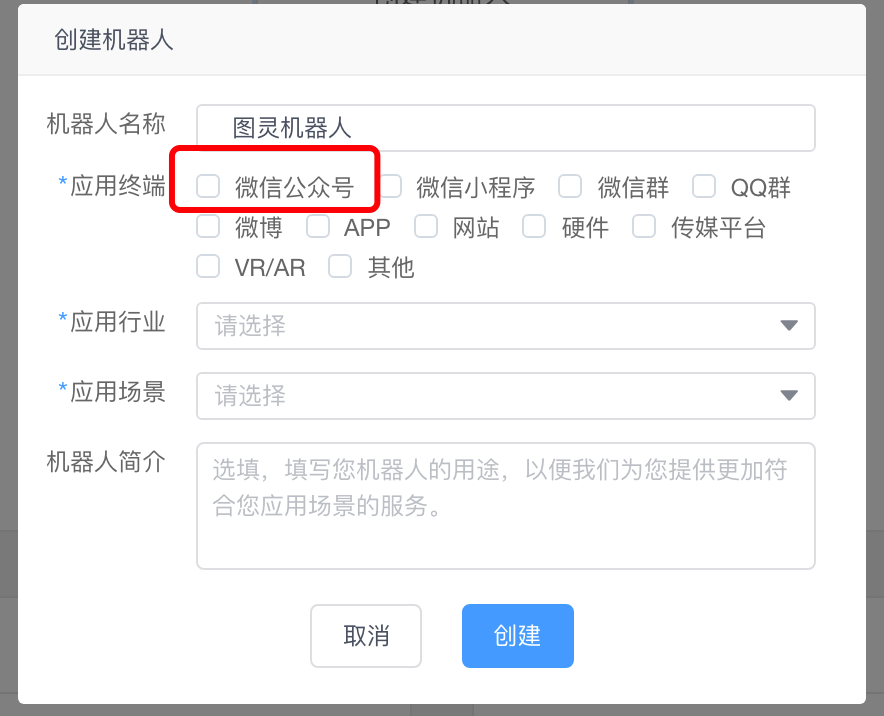 创建机器人
机器人名称 图灵机器人
*应用终端 微信公众号 微信小程序 微信群 QQ群
微博 APP 网站 硬件 传媒平台
VR/AR 其他
*应用行业 请选择
*应用场景 请选择
机器人简介 选填，填写您机器人的用途，以便我们为您提供更加符
合您应用场景的服务。
取消 创建